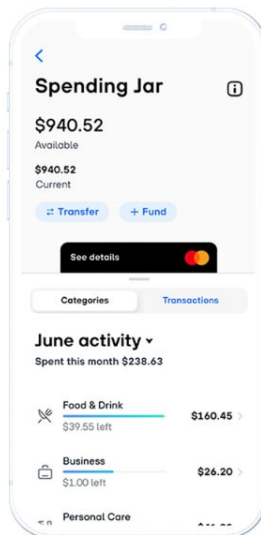 Spending Jar
$940.52
Available
$940.52
Current
Transfer
+ Fund
See details
Categories
Transactions
June activity
Spent this month $238.63
Food & Drink
$160.45
$39.55 left
Business
$26.20
$1.00 left
Personal Care